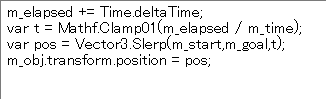 m_elapsed += Time.deltaTime;
var t = Mathf.Clamp01(m_elapsed / m_time);
var pos = Vector3.Slerp(m_start,m_goal,t);
m_obj.transform.position = pos;